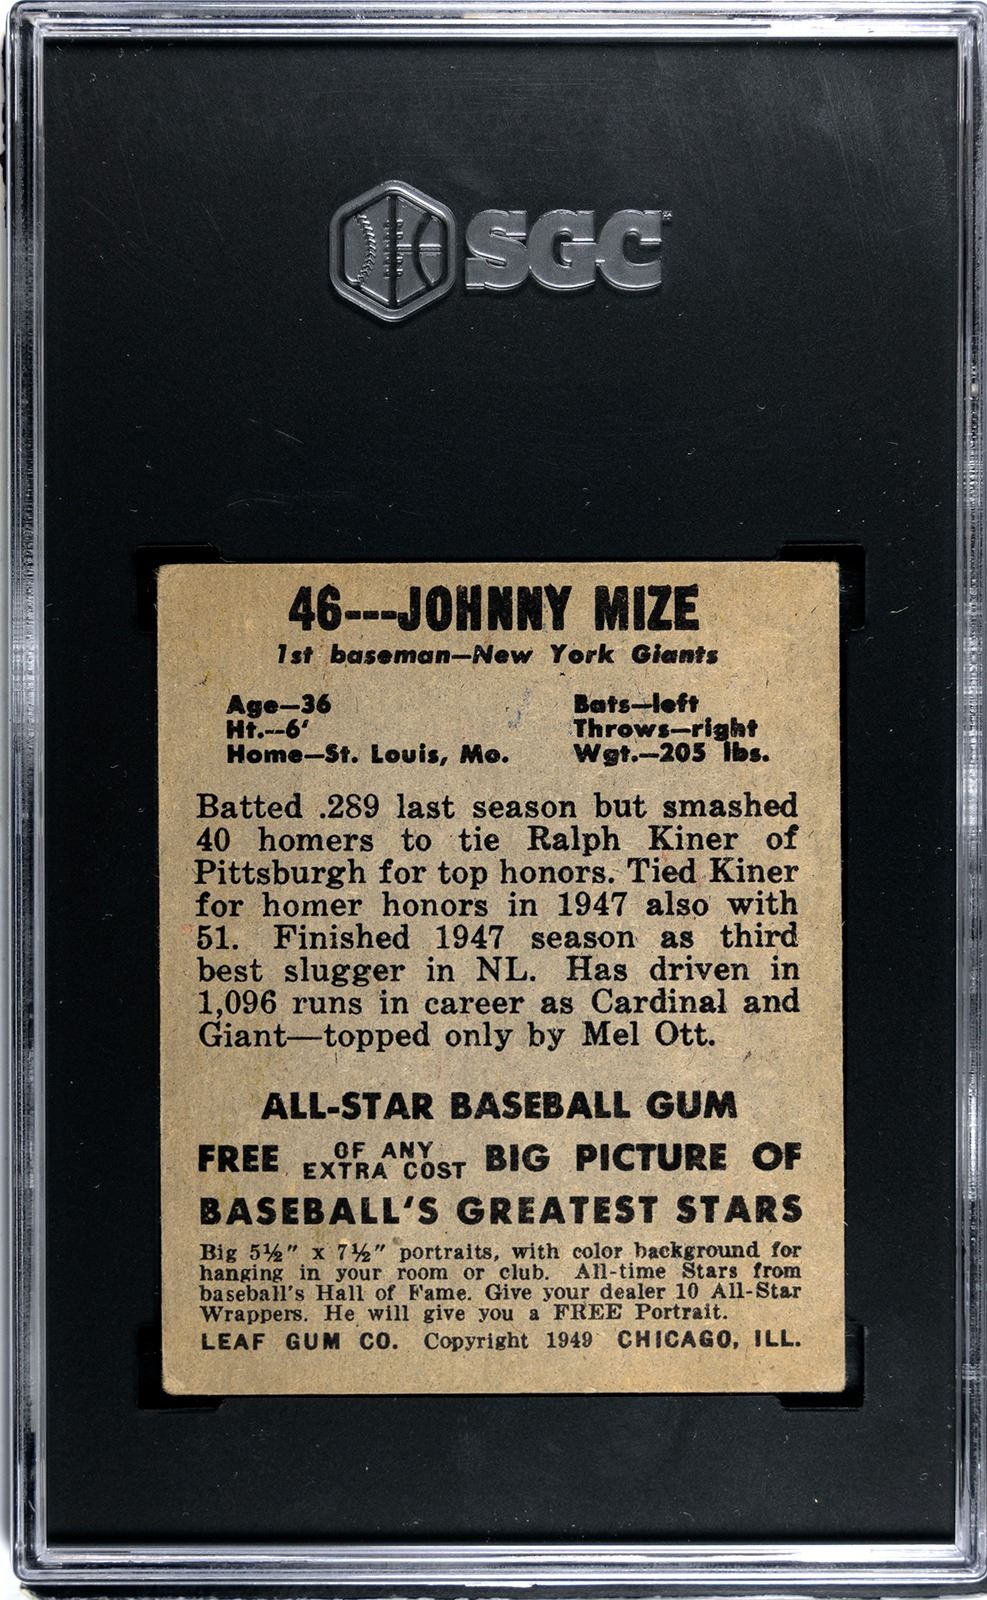 SGC
46---JOHNNY MIZE
1st baseman—New York Giants
Age—36 Bats—left
Ht.--6' Throws—right
Home—St. Louis, Mo. Wgt.—205 lbs.
Batted .289 last season but smashed
40 homers to tie Ralph Kiner of
Pittsburgh for top honors. Tied Kiner
for homer honors in 1947 also with
51. Finished 1947 season as third
best slugger in NL. Has driven in
1,096 runs in career as Cardinal and
Giant—topped only by Mel Ott.
ALL-STAR BASEBALL GUM
FREE OF ANY EXTRA COST BIG PICTURE OF
BASEBALL'S GREATEST STARS
Big 5½" x 7½" portraits, with color background for
hanging in your room or club. All-time Stars from
baseball's Hall of Fame. Give your dealer 10 All-Star
Wrappers. He will give you a FREE Portrait.
LEAF GUM CO. Copyright 1949 CHICAGO, ILL.